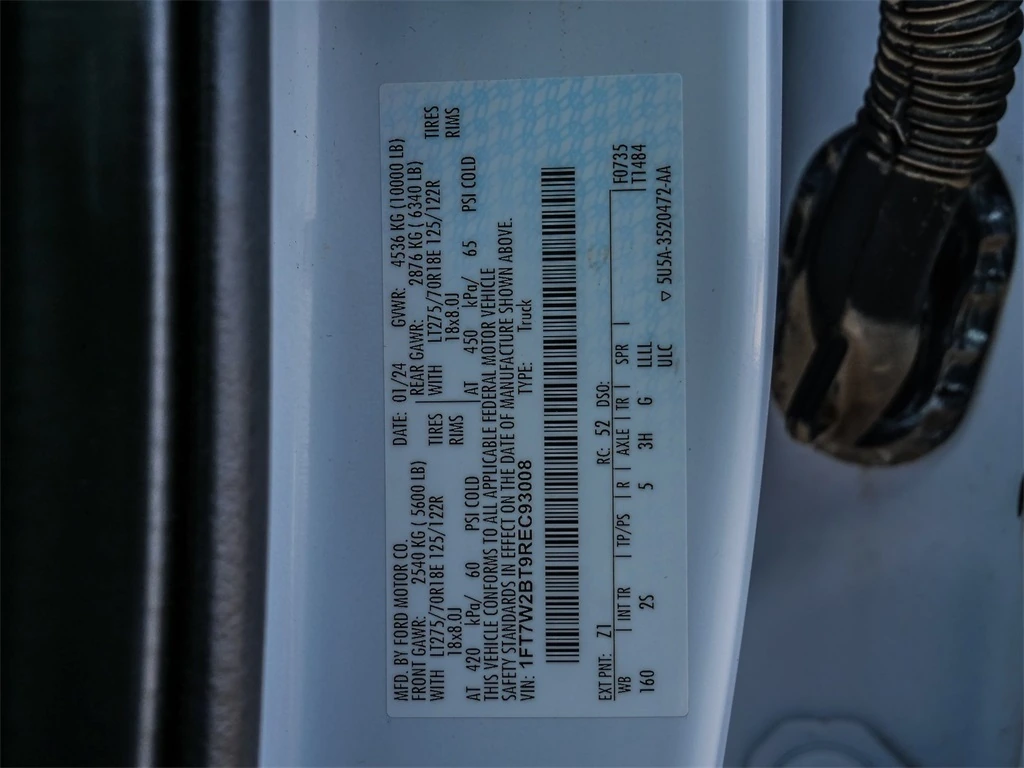 MFD. BY FORD MOTOR CO. DATE: 01/24 GVWR: 4536 KG (10000 LB)
FRONT GAWR: 2540 KG ( 5600 LB) REAR GAWR: 2876 KG ( 6340 LB)
WITH LT275/70R18E 125/122R TIRES WITH LT275/70R18E 125/122R TIRES
18x8.0J RIMS 18x8.0J RIMS
AT 420 kPa/ 60 PSI COLD AT 450 kPa/ 65 PSI COLD
THIS VEHICLE CONFORMS TO ALL APPLICABLE FEDERAL MOTOR VEHICLE
SAFETY STANDARDS IN EFFECT ON THE DATE OF MANUFACTURE SHOWN ABOVE.
VIN: 1FT7W2BT9REC93008 TYPE: Truck
EXT PNT: Z1 RC: 52 DSO: F0735
WB INT TR TP/PS R AXLE TR SPR T1484
160 2S 5 3H G LLLL
ULC ▽ 5U5A-3520472-AA